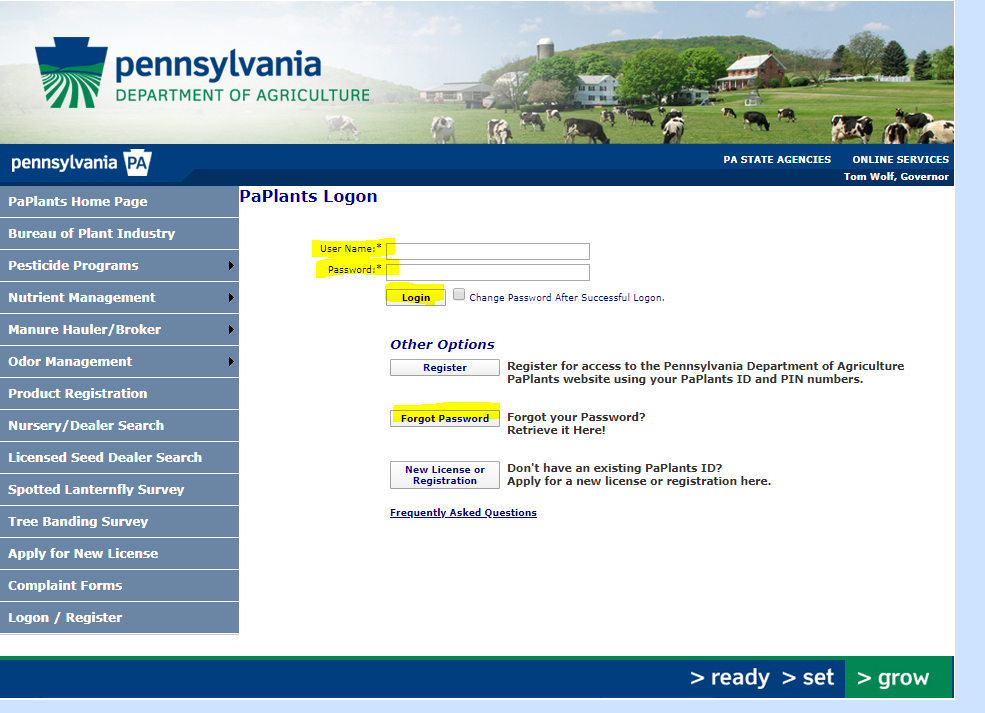 pennsylvania
DEPARTMENT OF AGRICULTURE
pennsylvania PA
PA STATE AGENCIES ONLINE SERVICES
Tom Wolf, Governor
PaPlants Home Page
Bureau of Plant Industry
Pesticide Programs
Nutrient Management
Manure Hauler/Broker
Odor Management
Product Registration
Nursery/Dealer Search
Licensed Seed Dealer Search
Spotted Lanternfly Survey
Tree Banding Survey
Apply for New License
Complaint Forms
Logon / Register
PaPlants Logon
User Name:*
Password:*
Login Change Password After Successful Logon.
Other Options
Register
Register for access to the Pennsylvania Department of Agriculture
PaPlants website using your PaPlants ID and PIN numbers.
Forgot Password
Forgot your Password?
Retrieve it Here!
New License or
Registration
Don't have an existing PaPlants ID?
Apply for a new license or registration here.
Frequently Asked Questions
> ready > set > grow